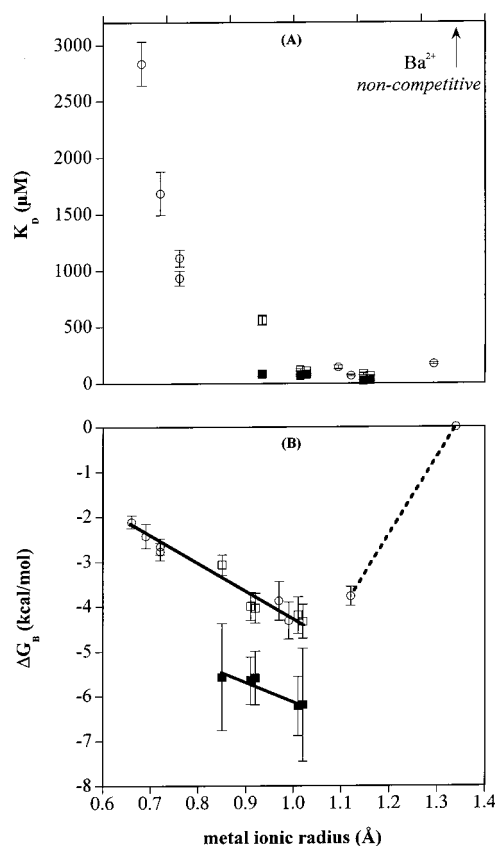 (A)
3000
2500
2000
1500
1000
500
0
K_D (μM)
Ba²⁺
non-competitive
(B)
0
-1
-2
-3
-4
-5
-6
-7
-8
ΔG_B (kcal/mol)
0.6 0.7 0.8 0.9 1.0 1.1 1.2 1.3 1.4
metal ionic radius (Å)